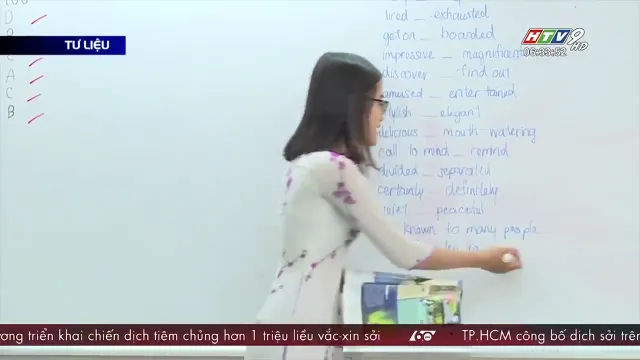 D
C
A
C
B
TƯ LIỆU
HTV9 HD
06:33:52
tired _ exhausted
get on _ boarded
impressive _ magnificent
discover _ find out
amused _ entertained
stylish _ elegant
delicious _ mouth watering
call to mind _ remind
divided _ separated
certainly _ definitely
quiet _ peaceful
known to many people
ương triển khai chiến dịch tiêm chủng hơn 1 triệu liều vắc-xin sởi
60
TP.HCM công bố dịch sởi trên